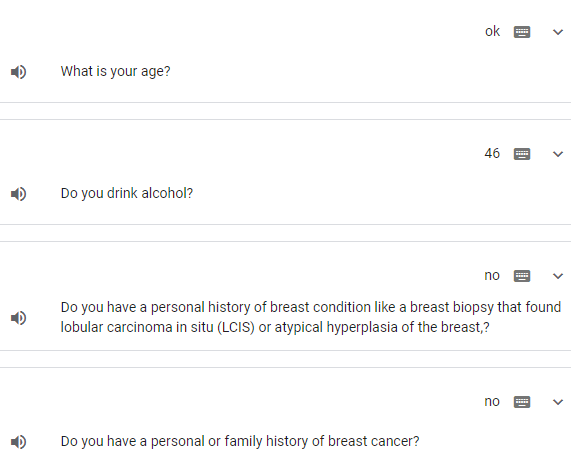 ok
What is your age?
46
Do you drink alcohol?
no
Do you have a personal history of breast condition like a breast biopsy that found
lobular carcinoma in situ (LCIS) or atypical hyperplasia of the breast,?
no
Do you have a personal or family history of breast cancer?